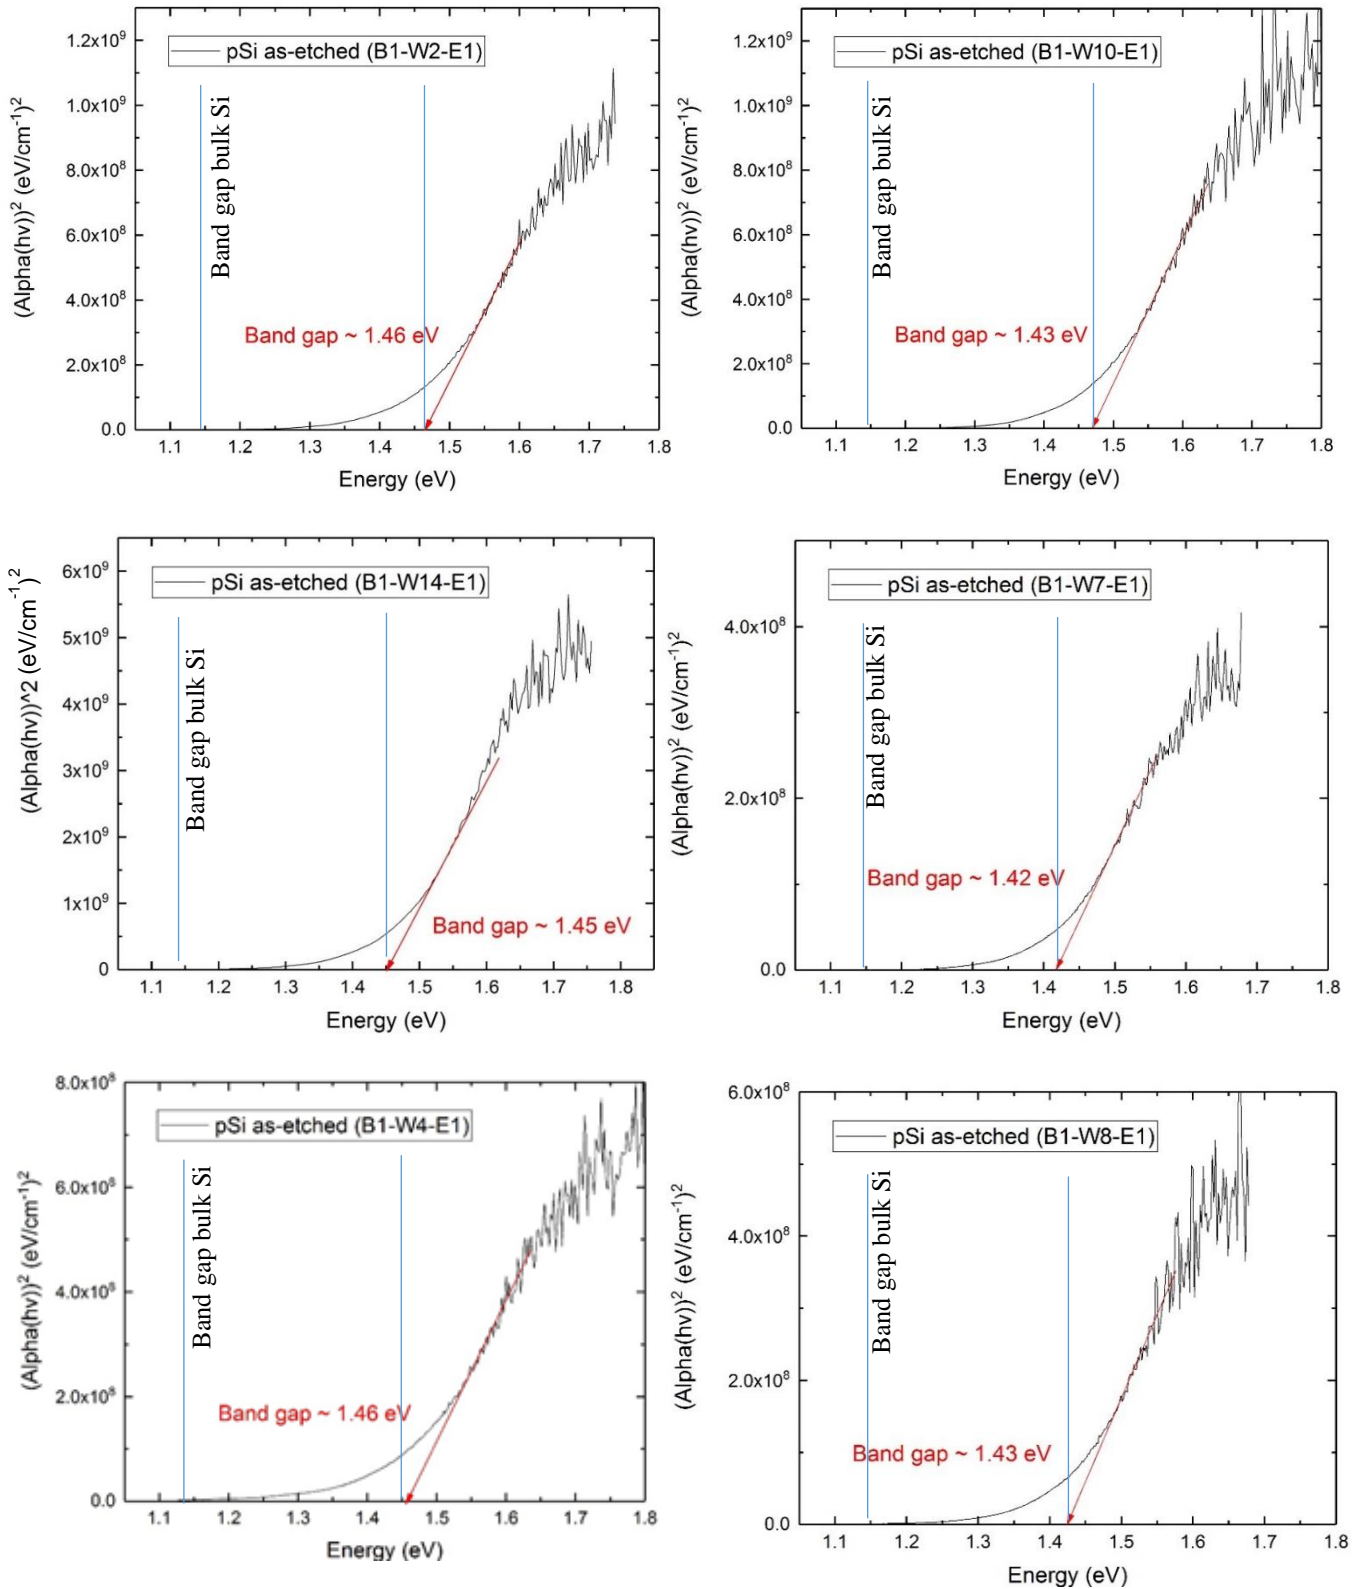 pSi as-etched (B1-W2-E1)
(Alpha(hv))² (eV/cm⁻¹)²
1.2x10⁹
1.0x10⁹
8.0x10⁸
6.0x10⁸
4.0x10⁸
2.0x10⁸
0.0
Band gap bulk Si
Band gap ~ 1.46 eV
1.1 1.2 1.3 1.4 1.5 1.6 1.7 1.8
Energy (eV)
pSi as-etched (B1-W10-E1)
(Alpha(hv))² (eV/cm⁻¹)²
1.2x10⁹
1.0x10⁹
8.0x10⁸
6.0x10⁸
4.0x10⁸
2.0x10⁸
0.0
Band gap bulk Si
Band gap ~ 1.43 eV
1.1 1.2 1.3 1.4 1.5 1.6 1.7 1.8
Energy (eV)
pSi as-etched (B1-W14-E1)
(Alpha(hv))^2 (eV/cm⁻¹)²
6x10⁹
5x10⁹
4x10⁹
3x10⁹
2x10⁹
1x10⁹
0
Band gap bulk Si
Band gap ~ 1.45 eV
1.1 1.2 1.3 1.4 1.5 1.6 1.7 1.8
Energy (eV)
pSi as-etched (B1-W7-E1)
(Alpha(hv))² (eV/cm⁻¹)²
4.0x10⁸
2.0x10⁸
0.0
Band gap bulk Si
Band gap ~ 1.42 eV
1.1 1.2 1.3 1.4 1.5 1.6 1.7 1.8
Energy (eV)
pSi as-etched (B1-W4-E1)
(Alpha(hv))² (eV/cm⁻¹)²
8.0x10⁸
6.0x10⁸
4.0x10⁸
2.0x10⁸
0.0
Band gap bulk Si
Band gap ~ 1.46 eV
1.1 1.2 1.3 1.4 1.5 1.6 1.7 1.8
Energy (eV)
pSi as-etched (B1-W8-E1)
(Alpha(hv))² (eV/cm⁻¹)²
6.0x10⁸
4.0x10⁸
2.0x10⁸
0.0
Band gap bulk Si
Band gap ~ 1.43 eV
1.1 1.2 1.3 1.4 1.5 1.6 1.7 1.8
Energy (eV)